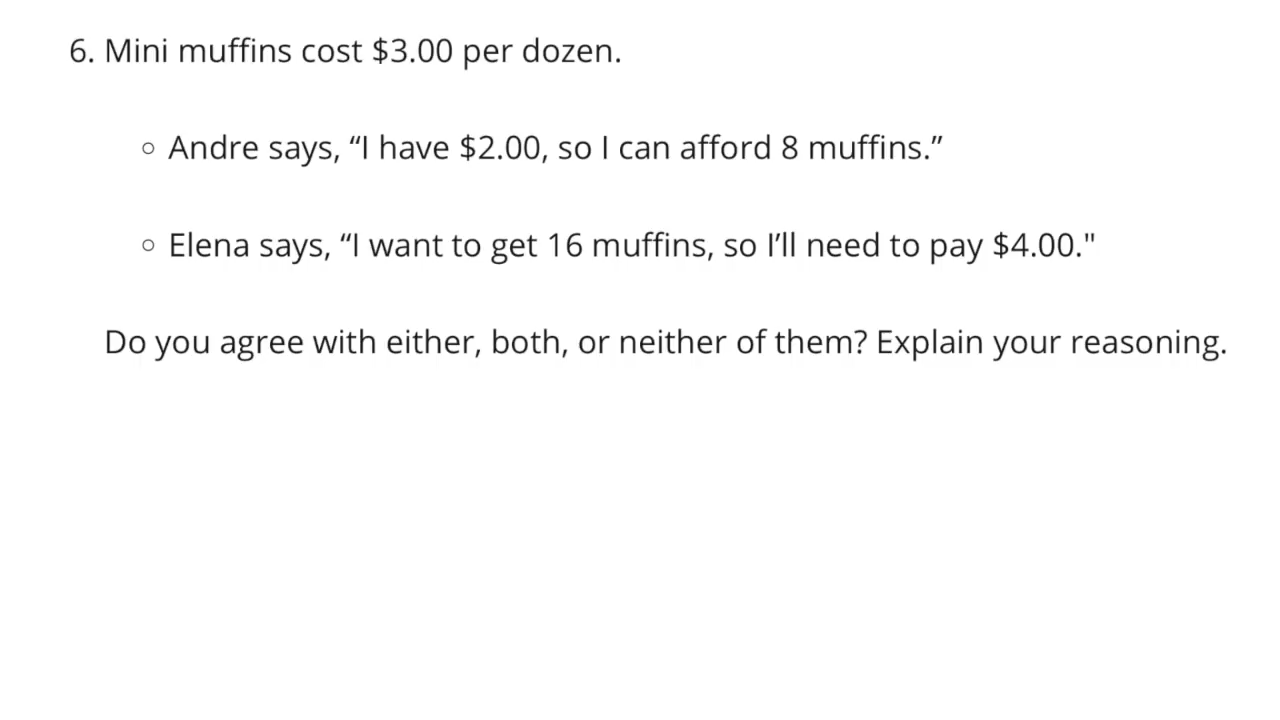 6. Mini muffins cost $3.00 per dozen.
◦ Andre says, “I have $2.00, so I can afford 8 muffins.”
◦ Elena says, “I want to get 16 muffins, so I’ll need to pay $4.00."
Do you agree with either, both, or neither of them? Explain your reasoning.